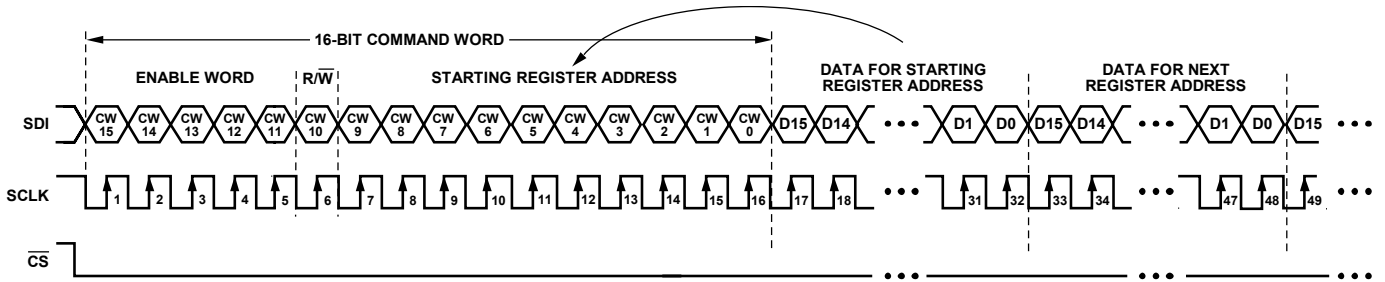 16-BIT COMMAND WORD
ENABLE WORD
R/W̅
STARTING REGISTER ADDRESS
DATA FOR STARTING
REGISTER ADDRESS
DATA FOR NEXT
REGISTER ADDRESS
SDI
CW 15
CW 14
CW 13
CW 12
CW 11
CW 10
CW 9
CW 8
CW 7
CW 6
CW 5
CW 4
CW 3
CW 2
CW 1
CW 0
D15
D14
•••
D1
D0
D15
D14
•••
D1
D0
D15
•••
SCLK
1
2
3
4
5
6
7
8
9
10
11
12
13
14
15
16
17
18
•••
31
32
33
34
•••
47
48
49
•••
C̅S̅
•••
•••
•••